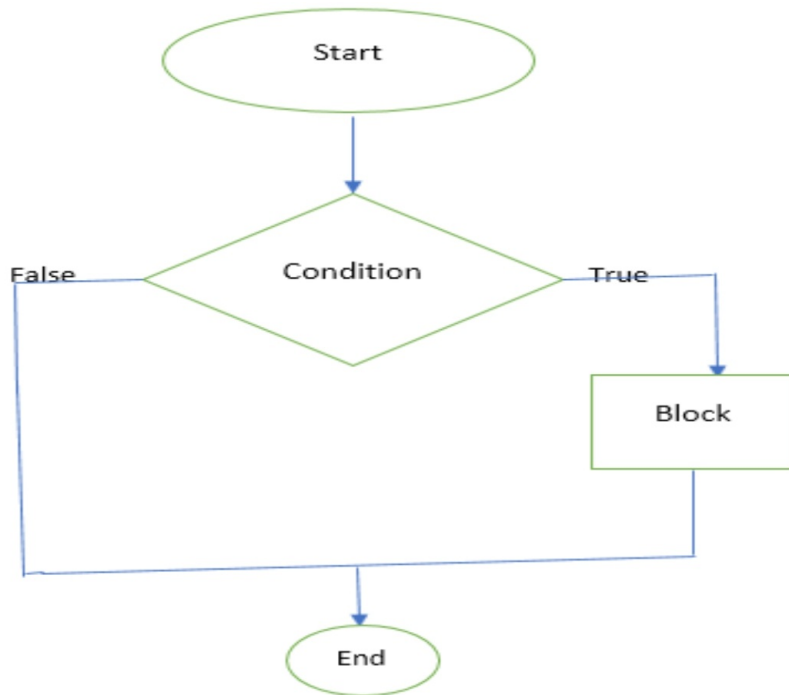 Start
Condition
False
True
Block
End